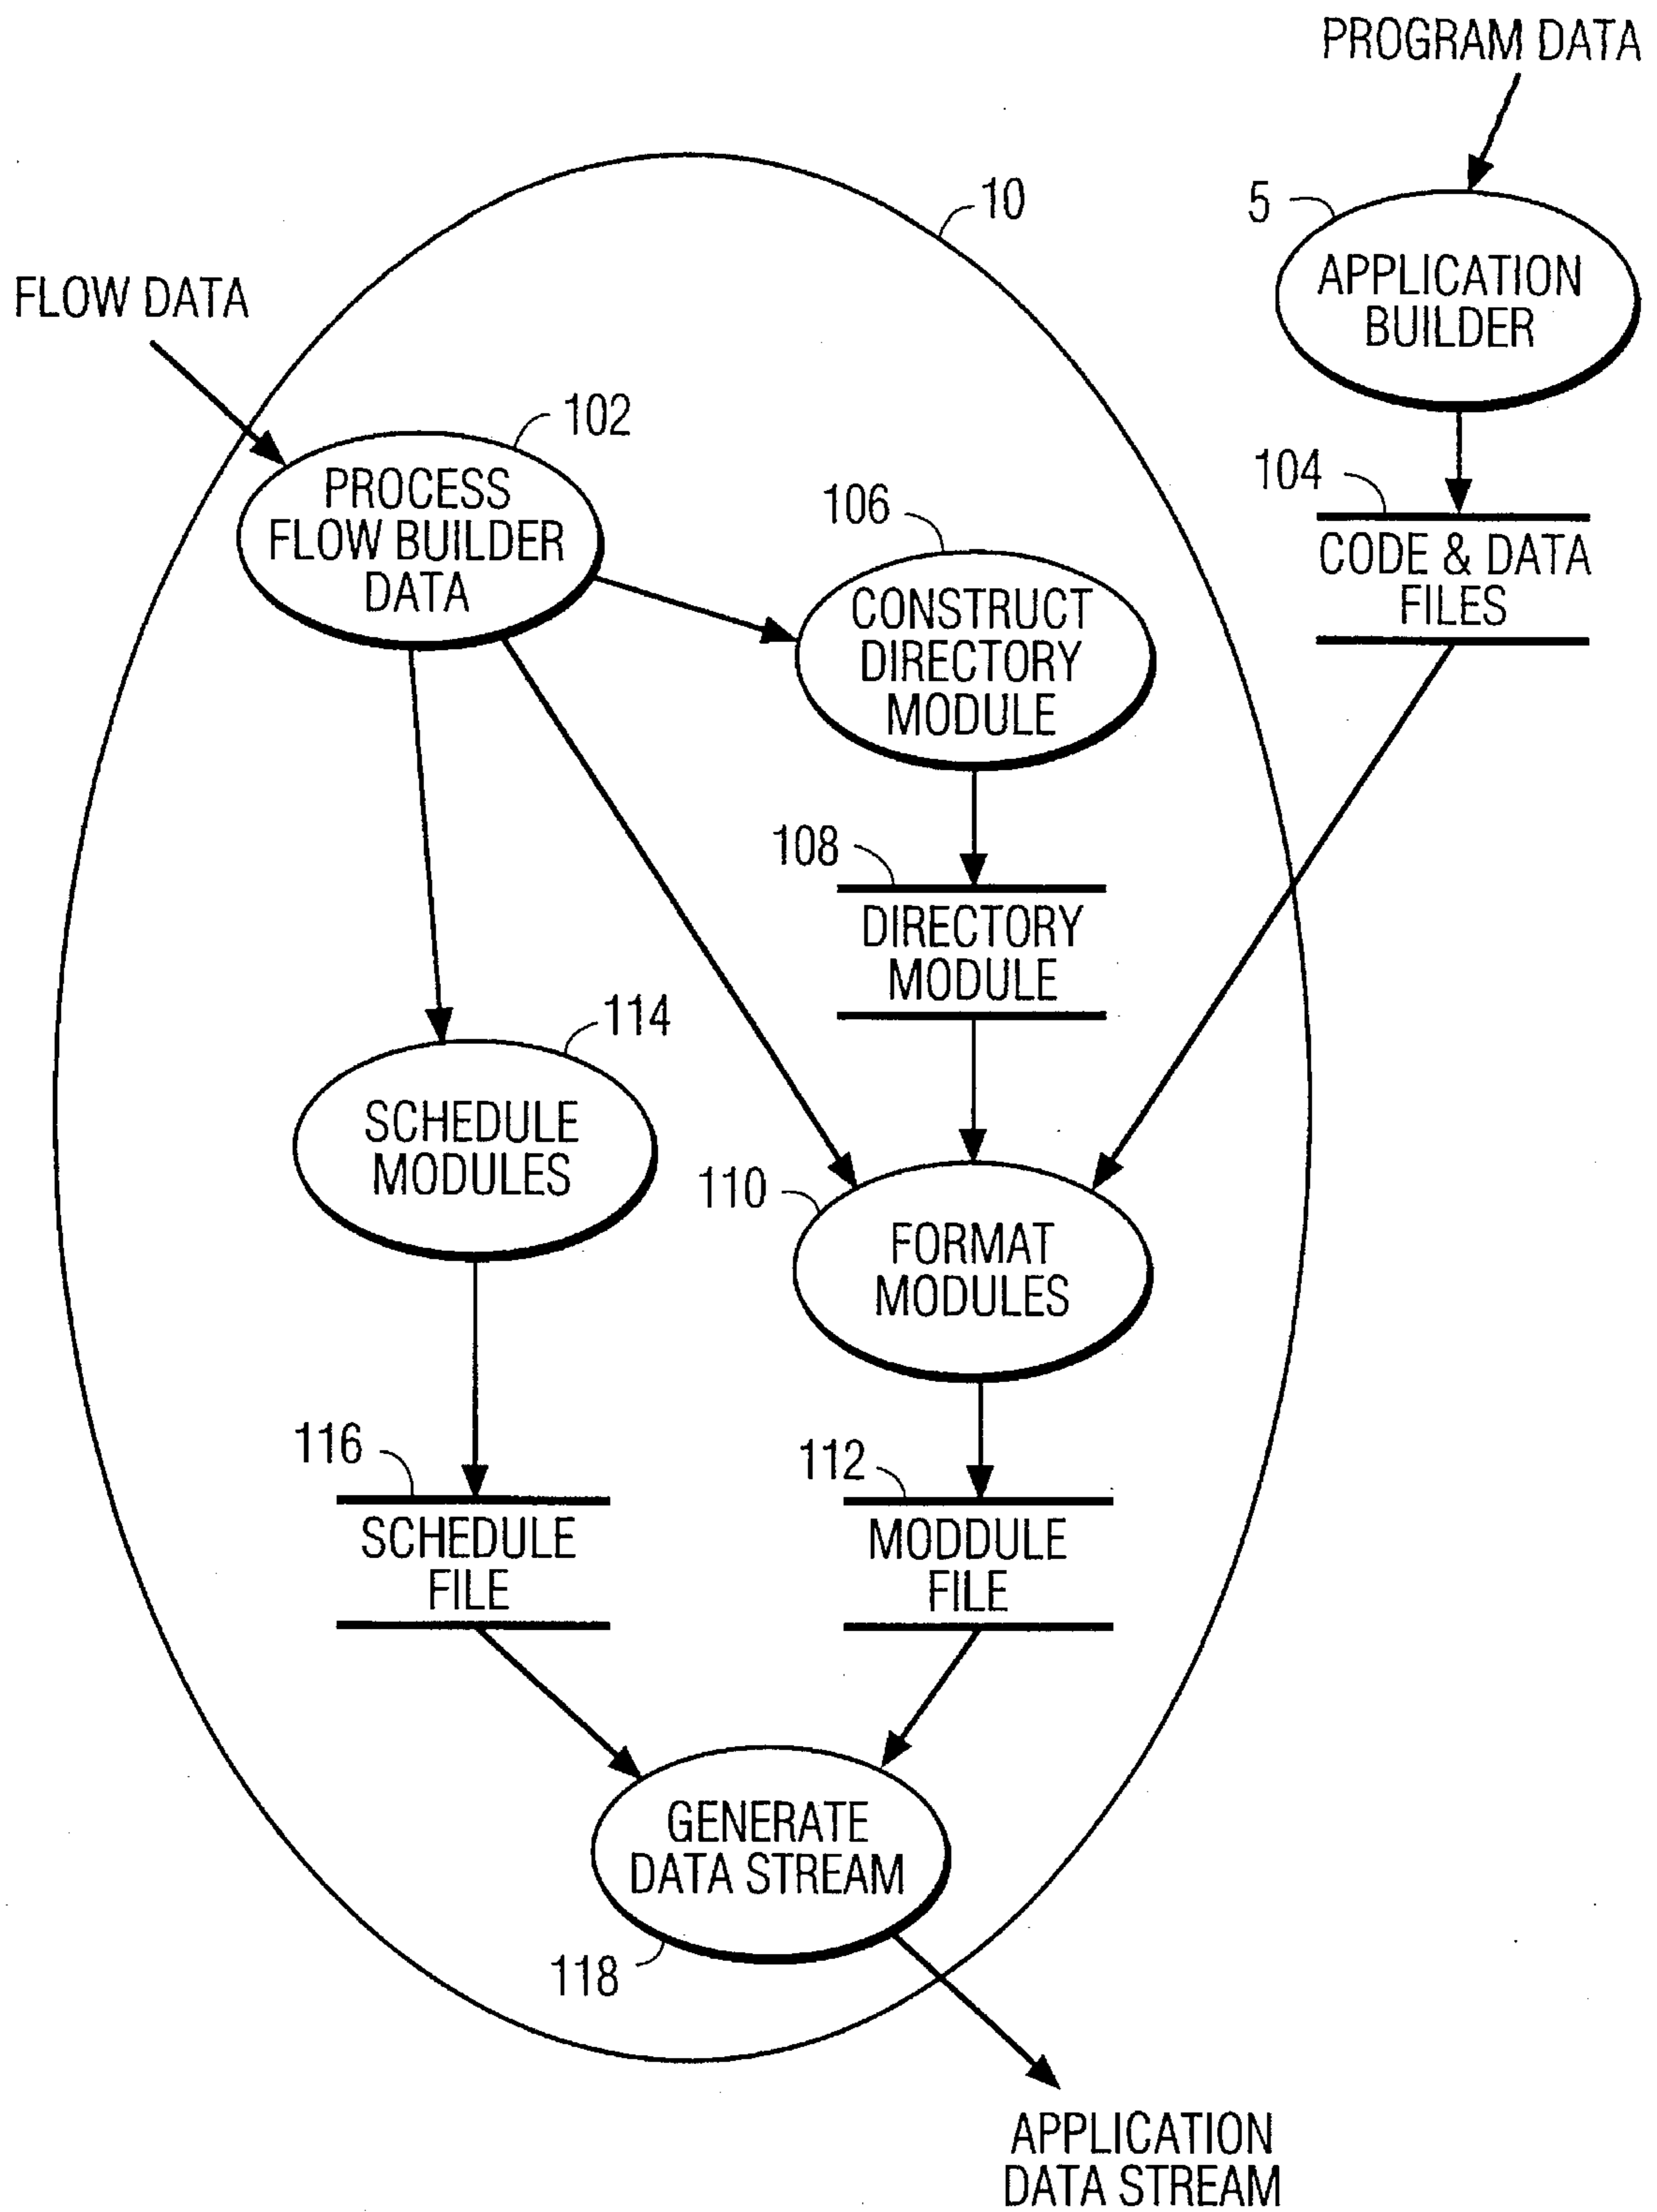 PROGRAM DATA
10
5
APPLICATION
BUILDER
FLOW DATA
102
PROCESS
FLOW BUILDER
DATA
104
CODE & DATA
FILES
106
CONSTRUCT
DIRECTORY
MODULE
108
DIRECTORY
MODULE
114
SCHEDULE
MODULES
110
FORMAT
MODULES
116
SCHEDULE
FILE
112
MODDULE
FILE
GENERATE
DATA STREAM
118
APPLICATION
DATA STREAM